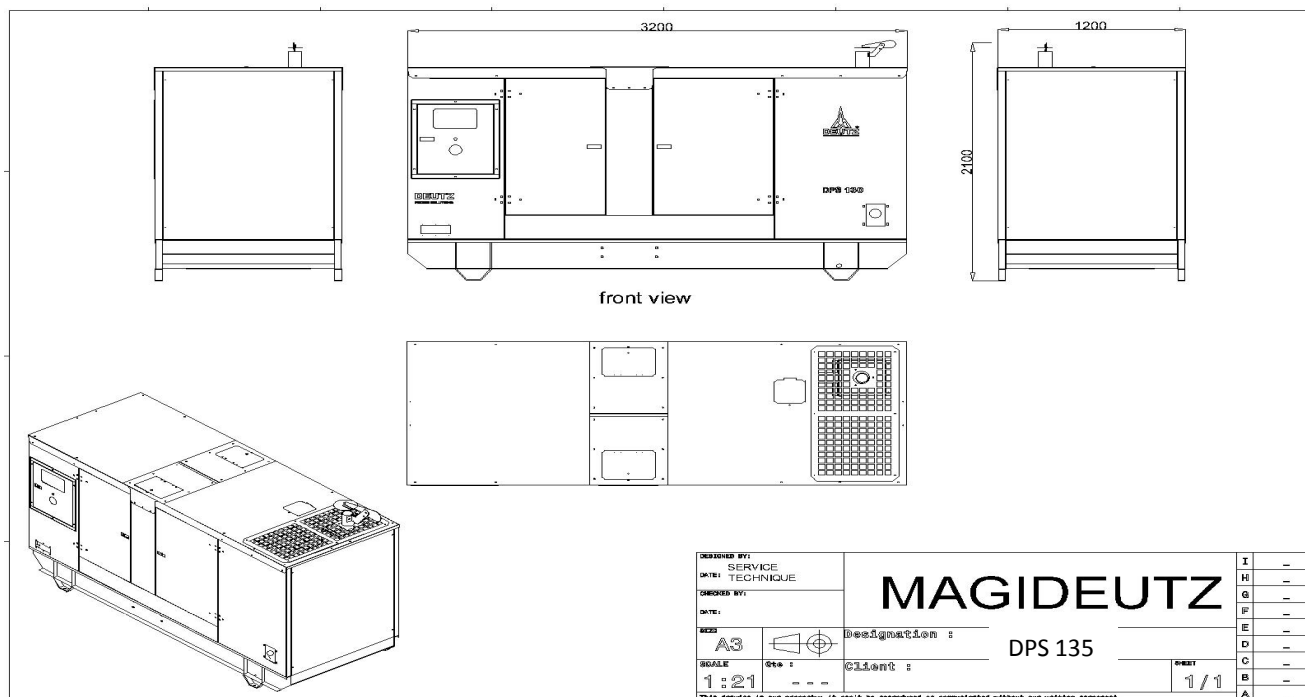 3200
1200
2100
DEUTZ
DPS 130
DEUTZ
front view
DESIGNED BY:
SERVICE
DATE: TECHNIQUE
CHECKED BY:
DATE:
MAGIDEUTZ
SIZE
A3
Designation :
DPS 135
SCALE
1:21
Qte :
---
Client :
SHEET
1/1
I _
H _
G _
F _
E _
D _
C _
B _
A